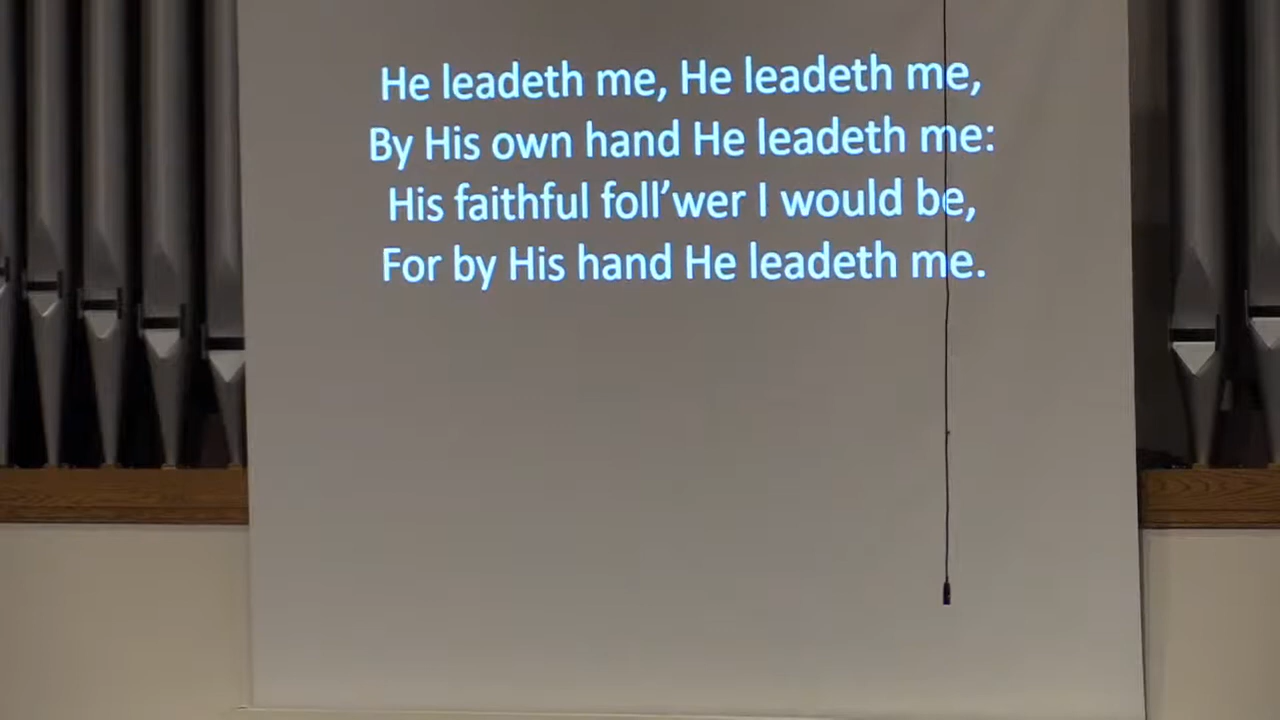 He leadeth me, He leadeth me,
By His own hand He leadeth me:
His faithful foll’wer I would be,
For by His hand He leadeth me.